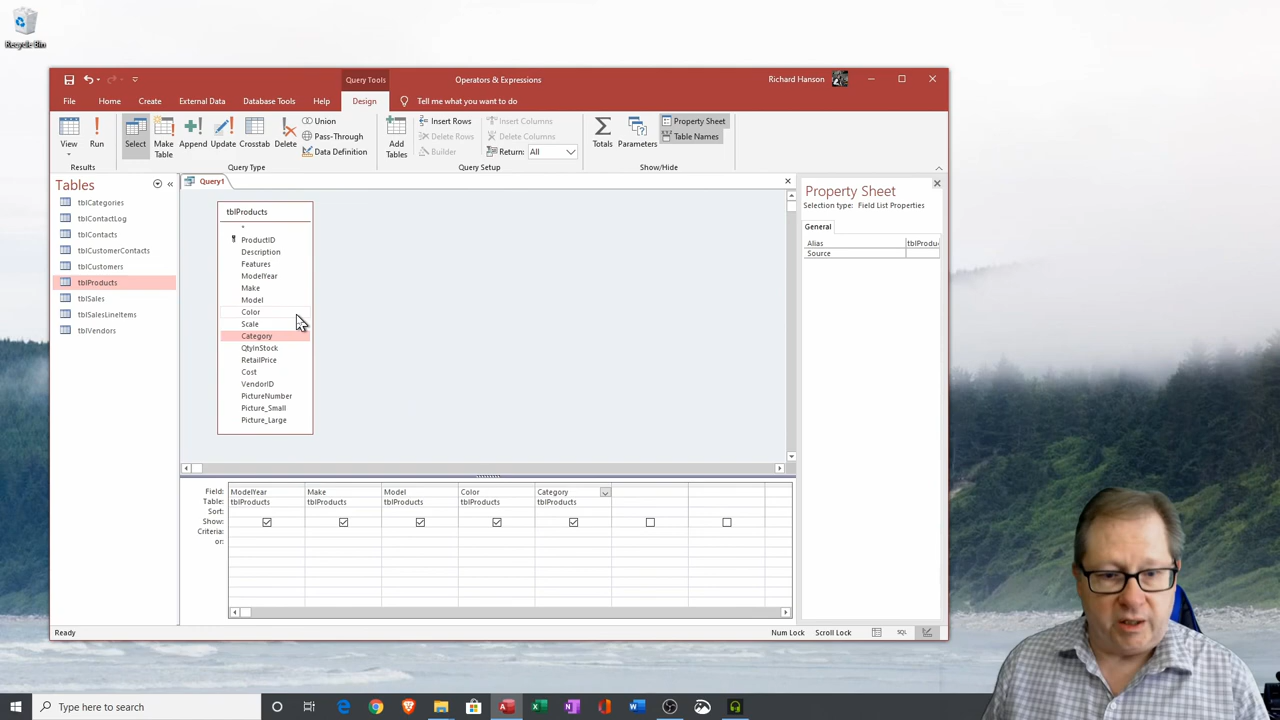 Recycle Bin
Query Tools
Operators & Expressions
Richard Hanson
File Home Create External Data Database Tools Help Design Tell me what you want to do
View
Run
Select
Make Table
Append
Update
Crosstab
Delete
Union
Pass-Through
Data Definition
Add Tables
Insert Rows
Delete Rows
Builder
Insert Columns
Delete Columns
Return: All
Totals
Parameters
Property Sheet
Table Names
Results
Query Type
Query Setup
Show/Hide
Tables
tblCategories
tblContactLog
tblContacts
tblCustomerContacts
tblCustomers
tblProducts
tblSales
tblSalesLineItems
tblVendors
Query1
tblProducts
*
ProductID
Description
Features
ModelYear
Make
Model
Color
Scale
Category
QtyInStock
RetailPrice
Cost
VendorID
PictureNumber
Picture_Small
Picture_Large
Property Sheet
Selection type: Field List Properties
General
Alias tblProdu
Source
Field: ModelYear Make Model Color Category
Table: tblProducts tblProducts tblProducts tblProducts tblProducts
Sort:
Show:
Criteria:
or:
Ready
Num Lock Scroll Lock SQL
Type here to search